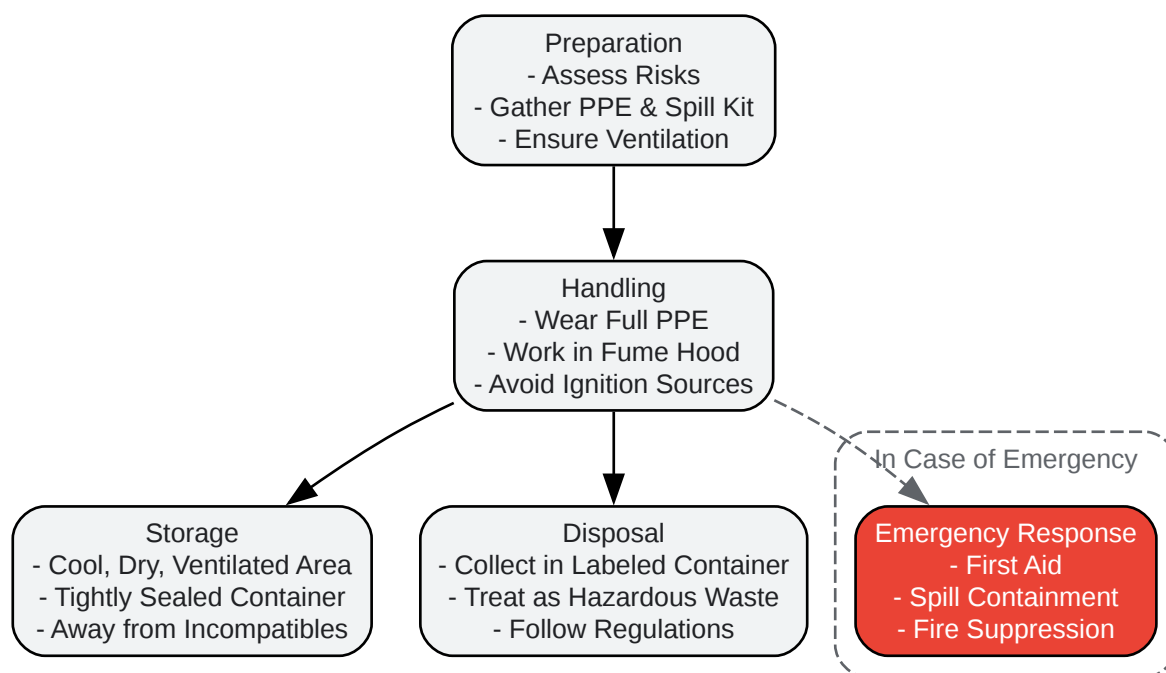 Preparation
- Assess Risks
- Gather PPE & Spill Kit
- Ensure Ventilation
Handling
- Wear Full PPE
- Work in Fume Hood
- Avoid Ignition Sources
In Case of Emergency
Storage
- Cool, Dry, Ventilated Area
- Tightly Sealed Container
- Away from Incompatibles
Disposal
- Collect in Labeled Container
- Treat as Hazardous Waste
- Follow Regulations
Emergency Response
- First Aid
- Spill Containment
- Fire Suppression